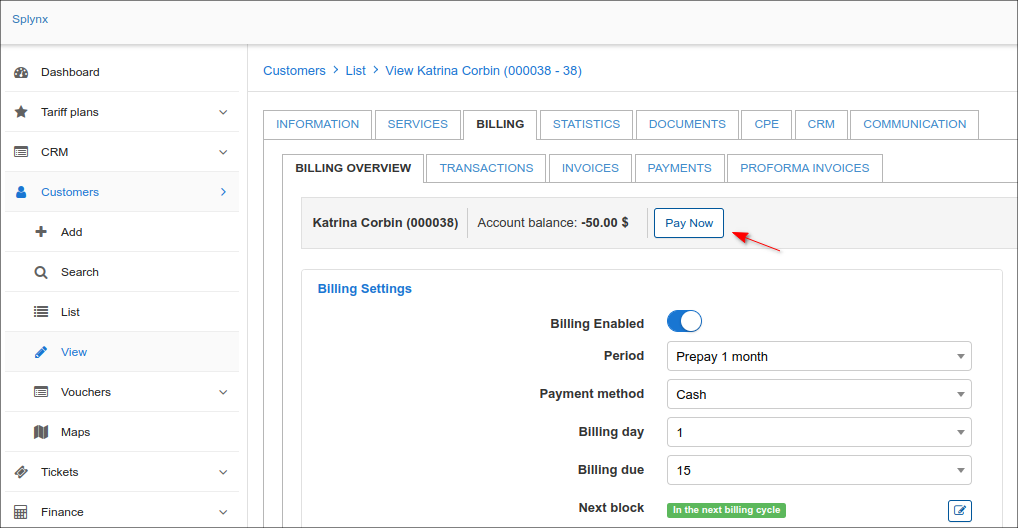 Splynx
Dashboard
Tariff plans
CRM
Customers
Add
Search
List
View
Vouchers
Maps
Tickets
Finance
Customers > List > View Katrina Corbin (000038 - 38)
INFORMATION SERVICES BILLING STATISTICS DOCUMENTS CPE CRM COMMUNICATION
BILLING OVERVIEW TRANSACTIONS INVOICES PAYMENTS PROFORMA INVOICES
Katrina Corbin (000038) Account balance: -50.00 $ Pay Now
Billing Settings
Billing Enabled
Period Prepay 1 month
Payment method Cash
Billing day 1
Billing due 15
Next block In the next billing cycle